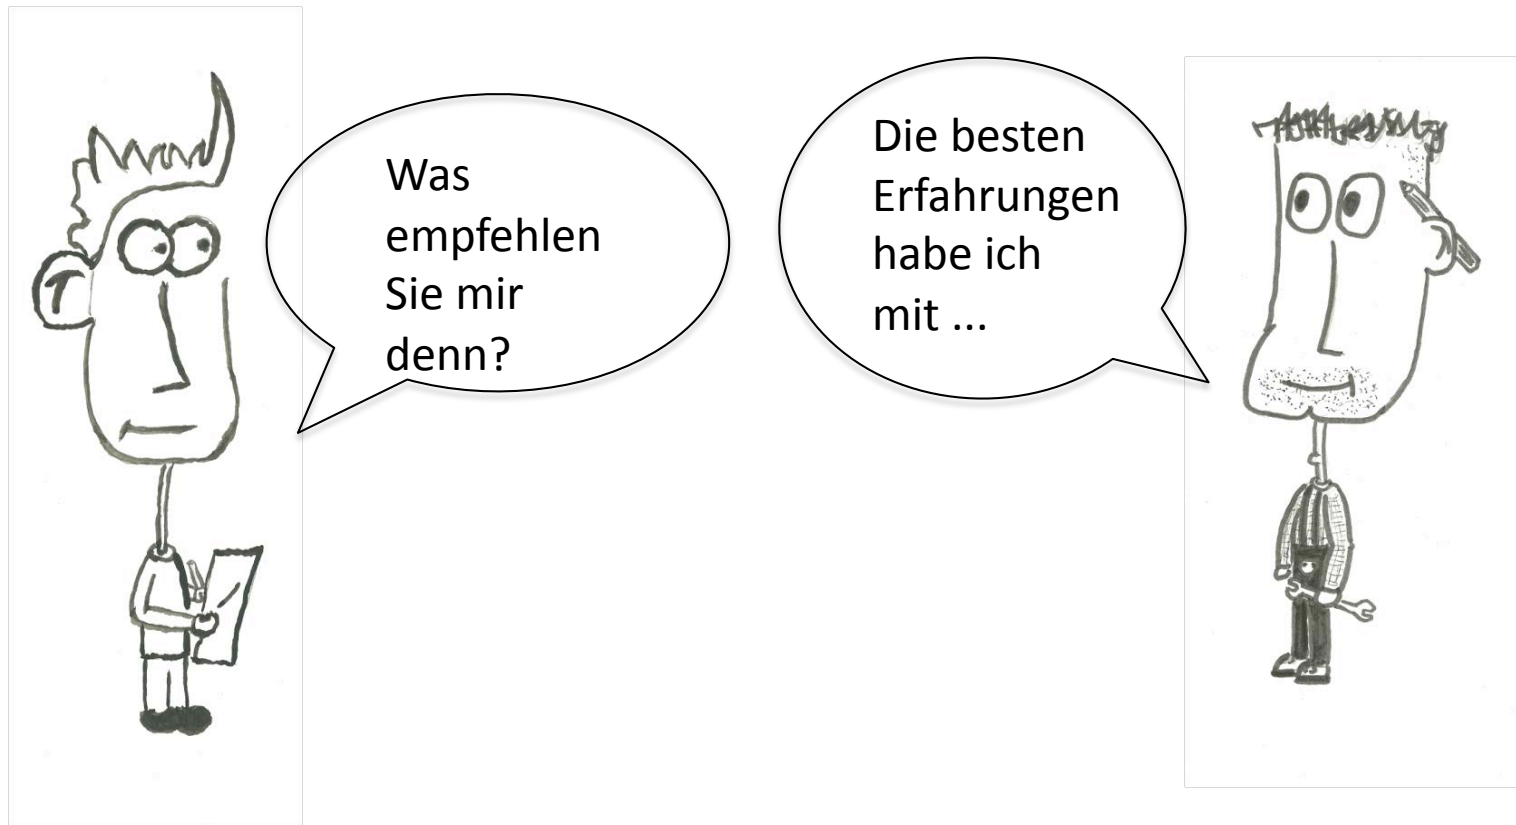 Was
empfehlen
Sie mir
denn?
Die besten
Erfahrungen
habe ich
mit ...